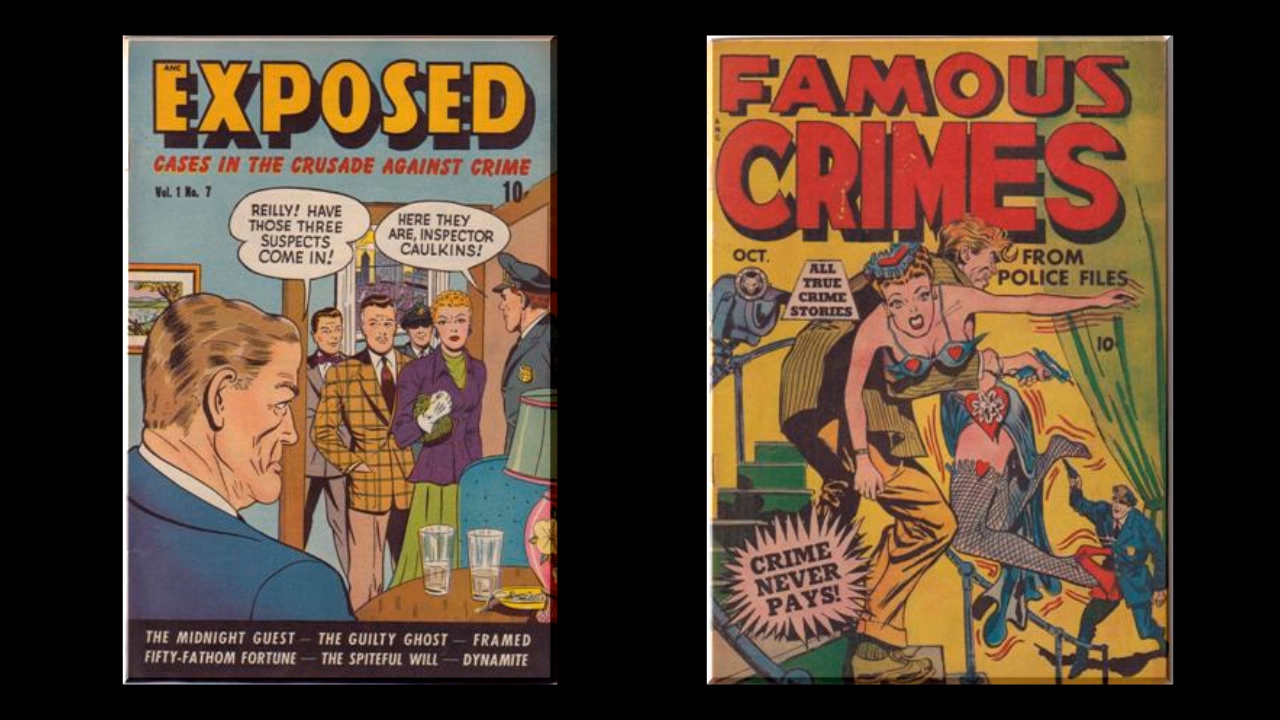 ANC
EXPOSED
CASES IN THE CRUSADE AGAINST CRIME
Vol. 1 No. 7
10¢
REILLY! HAVE
THOSE THREE
SUSPECTS
COME IN!
HERE THEY
ARE, INSPECTOR
CAULKINS!
THE MIDNIGHT GUEST — THE GUILTY GHOST — FRAMED
FIFTY-FATHOM FORTUNE — THE SPITEFUL WILL — DYNAMITE
FAMOUS
ANC
CRIMES
OCT.
FROM
POLICE FILES
ALL
TRUE
CRIME
STORIES
10¢
CRIME
NEVER
PAYS!